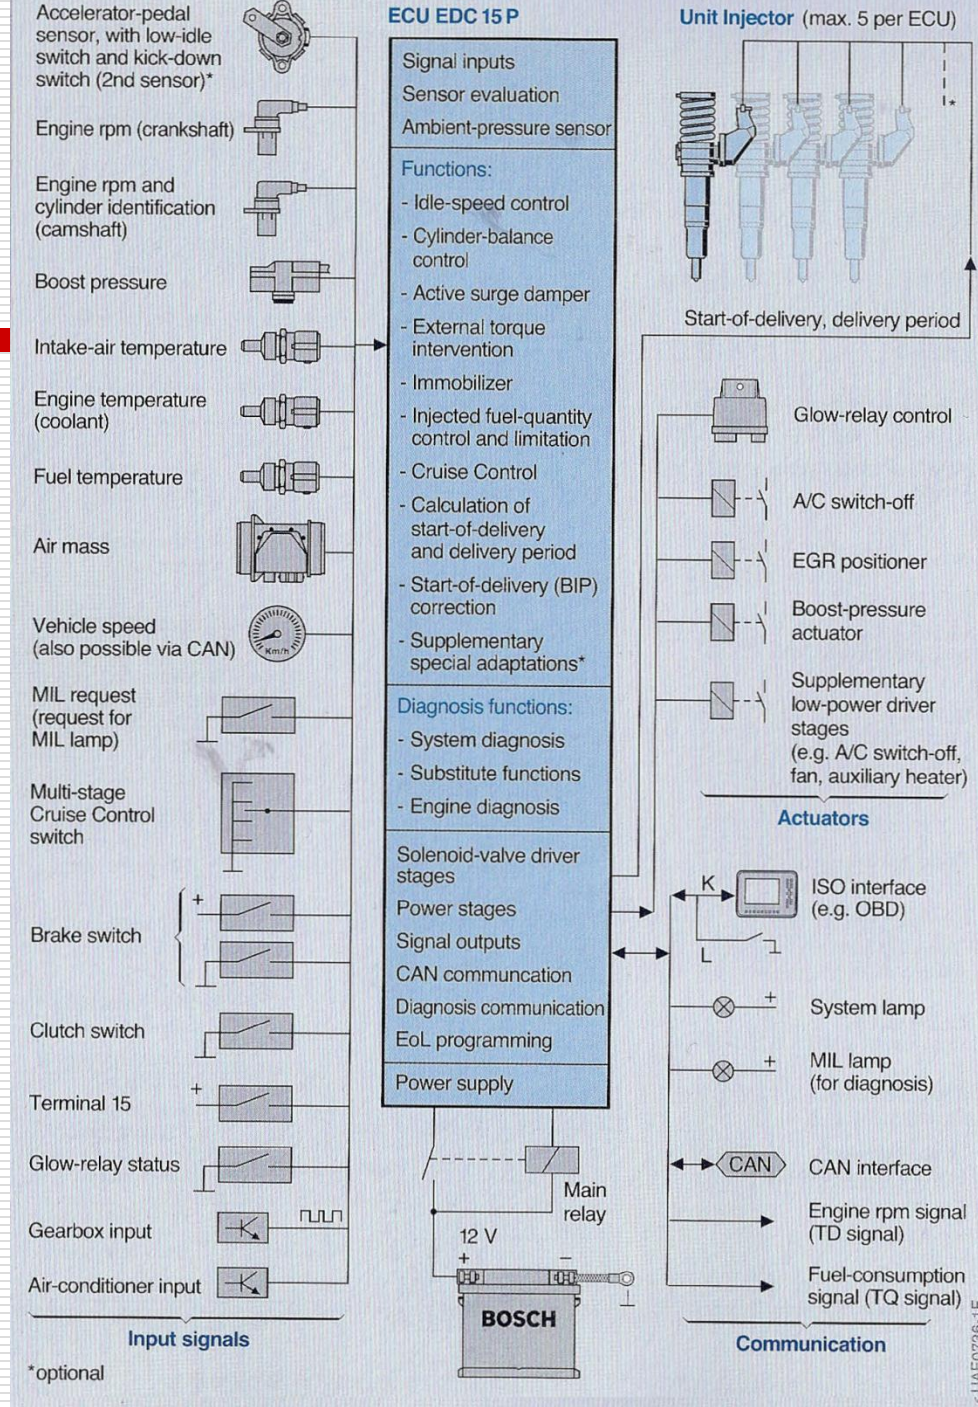 Accelerator-pedal
sensor, with low-idle
switch and kick-down
switch (2nd sensor)*
Engine rpm (crankshaft)
Engine rpm and
cylinder identification
(camshaft)
Boost pressure
Intake-air temperature
Engine temperature
(coolant)
Fuel temperature
Air mass
Vehicle speed
(also possible via CAN)
Km/h
MIL request
(request for
MIL lamp)
Multi-stage
Cruise Control
switch
Brake switch
+
Clutch switch
Terminal 15
+
Glow-relay status
Gearbox input
Air-conditioner input
Input signals
*optional
ECU EDC 15 P
Signal inputs
Sensor evaluation
Ambient-pressure sensor
Functions:
- Idle-speed control
- Cylinder-balance
control
- Active surge damper
- External torque
intervention
- Immobilizer
- Injected fuel-quantity
control and limitation
- Cruise Control
- Calculation of
start-of-delivery
and delivery period
- Start-of-delivery (BIP)
correction
- Supplementary
special adaptations*
Diagnosis functions:
- System diagnosis
- Substitute functions
- Engine diagnosis
Solenoid-valve driver
stages
Power stages
Signal outputs
CAN communcation
Diagnosis communication
EoL programming
Power supply
Main
relay
12 V
+ −
BOSCH
Unit Injector (max. 5 per ECU)
*
Start-of-delivery, delivery period
Glow-relay control
A/C switch-off
EGR positioner
Boost-pressure
actuator
Supplementary
low-power driver
stages
(e.g. A/C switch-off,
fan, auxiliary heater)
Actuators
K
ISO interface
(e.g. OBD)
L
+
System lamp
+
MIL lamp
(for diagnosis)
CAN
CAN interface
Engine rpm signal
(TD signal)
Fuel-consumption
signal (TQ signal)
Communication